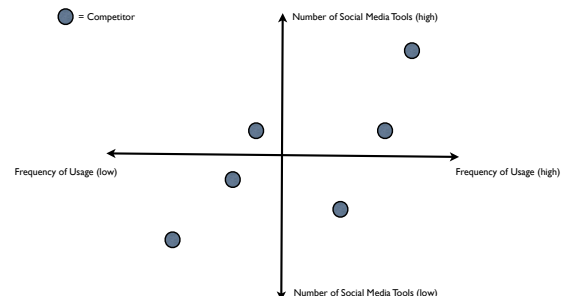 = Competitor
Number of Social Media Tools (high)
Frequency of Usage (low)
Frequency of Usage (high)
Number of Social Media Tools (low)